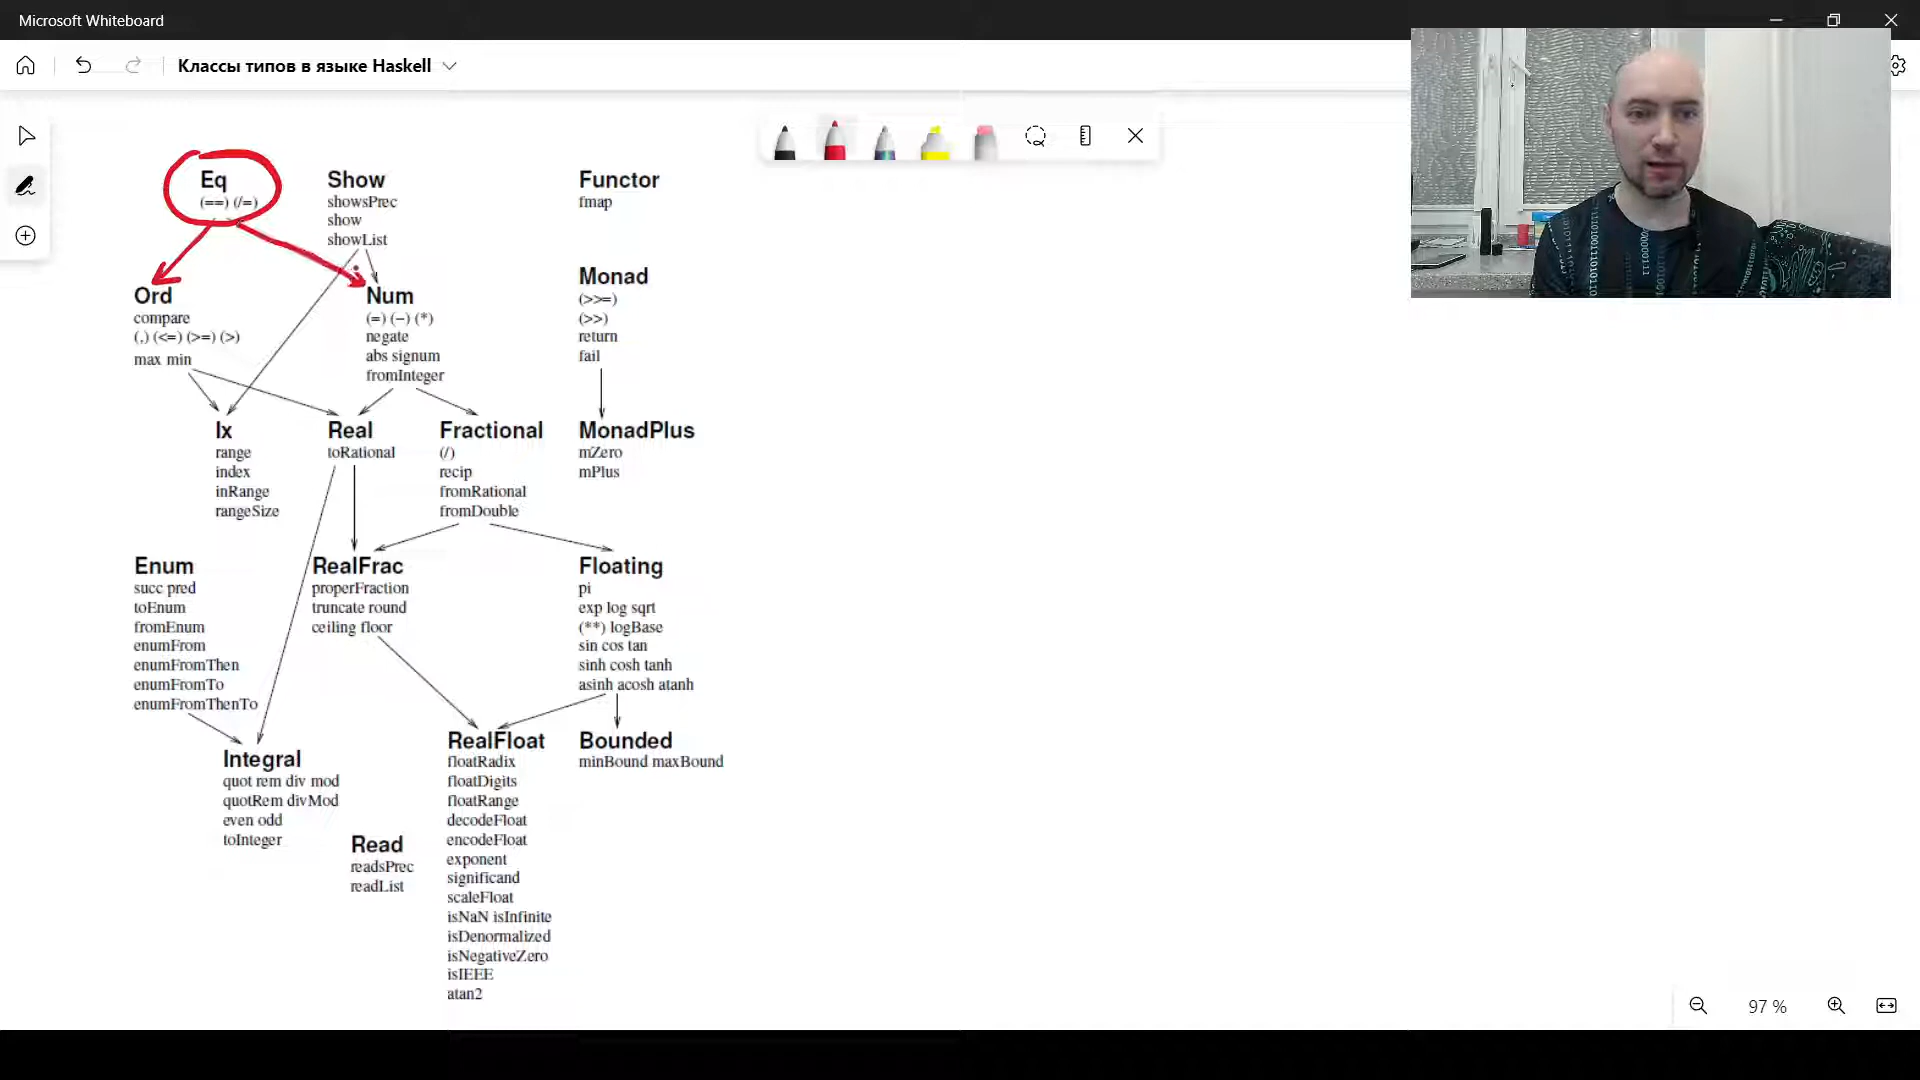 Microsoft Whiteboard
Классы типов в языке Haskell
Eq
(==) (/=)
Show
showsPrec
show
showList
Functor
fmap
Ord
compare
(,) (<=) (>=) (>)
max min
Num
(=) (−) (*)
negate
abs signum
fromInteger
Monad
(>>=)
(>>)
return
fail
Ix
range
index
inRange
rangeSize
Real
toRational
Fractional
(/)
recip
fromRational
fromDouble
MonadPlus
mZero
mPlus
Enum
succ pred
toEnum
fromEnum
enumFrom
enumFromThen
enumFromTo
enumFromThenTo
RealFrac
properFraction
truncate round
ceiling floor
Floating
pi
exp log sqrt
(**) logBase
sin cos tan
sinh cosh tanh
asinh acosh atanh
Integral
quot rem div mod
quotRem divMod
even odd
toInteger
Read
readsPrec
readList
RealFloat
floatRadix
floatDigits
floatRange
decodeFloat
encodeFloat
exponent
significand
scaleFloat
isNaN isInfinite
isDenormalized
isNegativeZero
isIEEE
atan2
Bounded
minBound maxBound
97 %